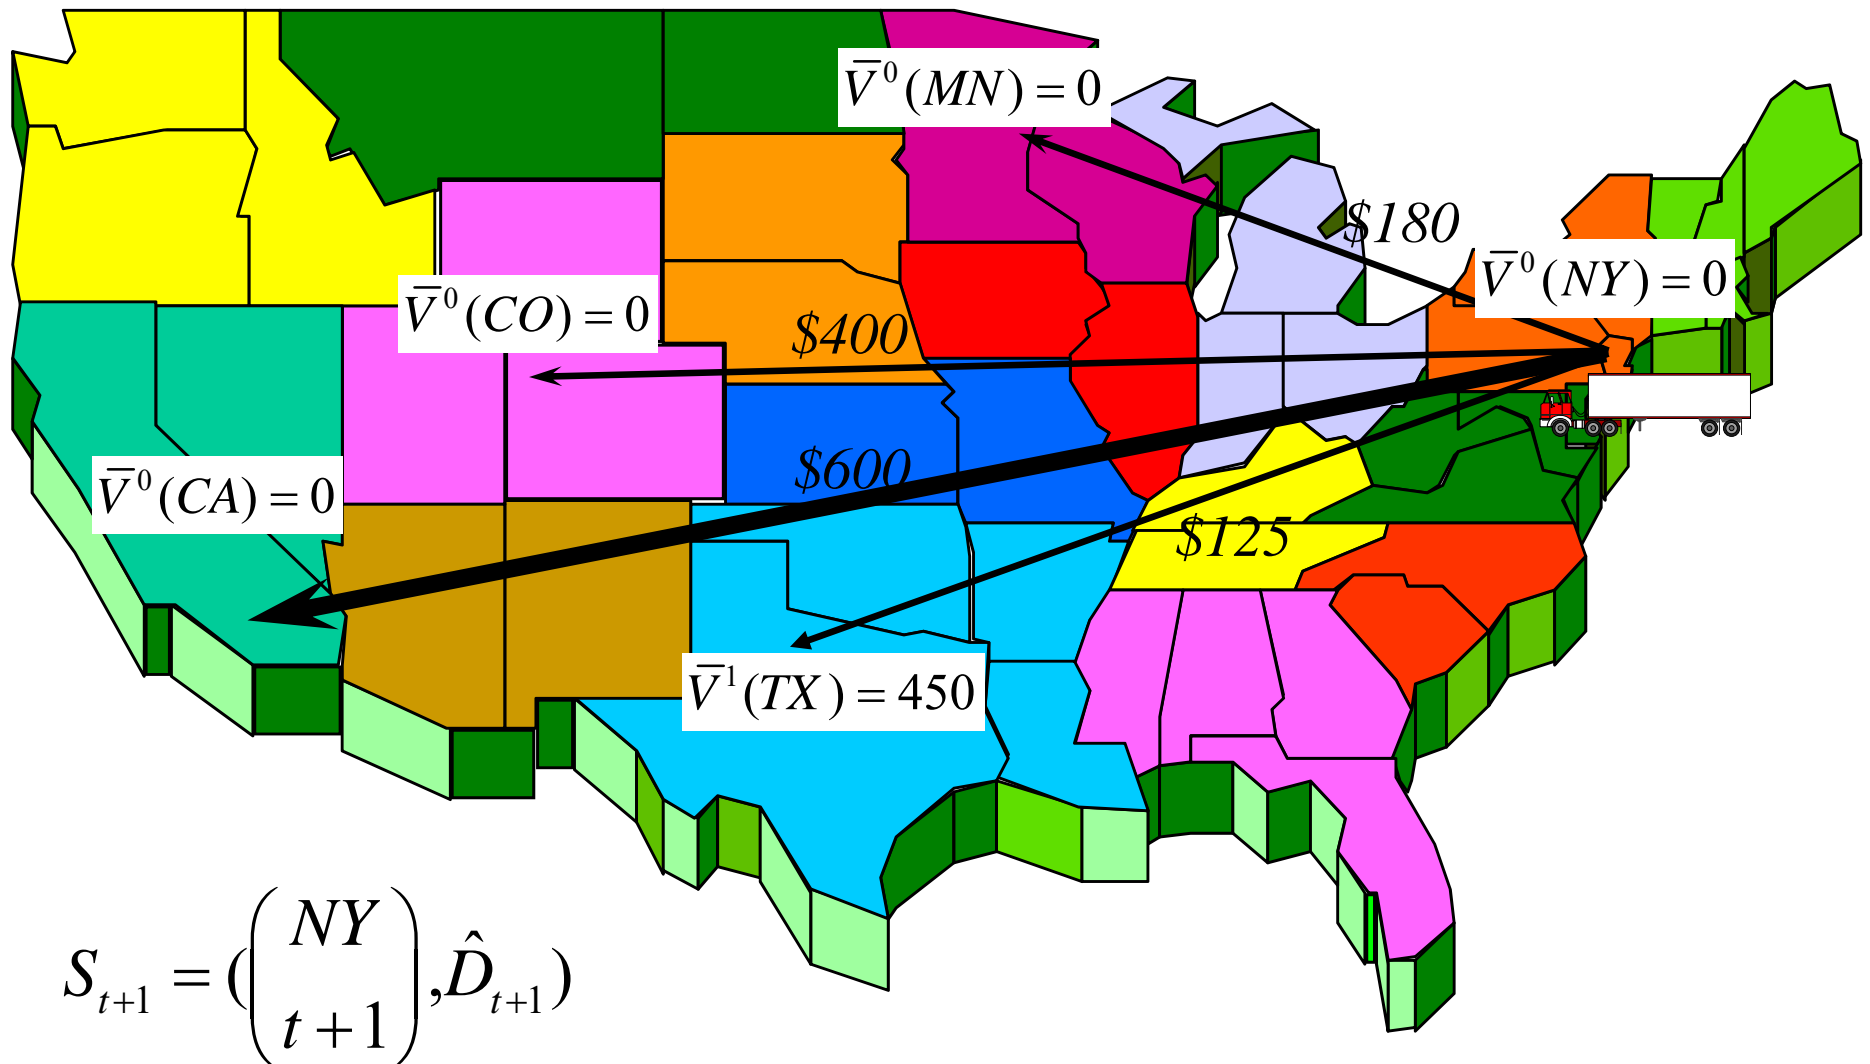 V̅⁰(MN) = 0
$180
V̅⁰(NY) = 0
V̅⁰(CO) = 0
$400
$600
V̅⁰(CA) = 0
$125
V̅¹(TX) = 450
Sₜ₊₁ = ((NY
t+1), D̂ₜ₊₁)